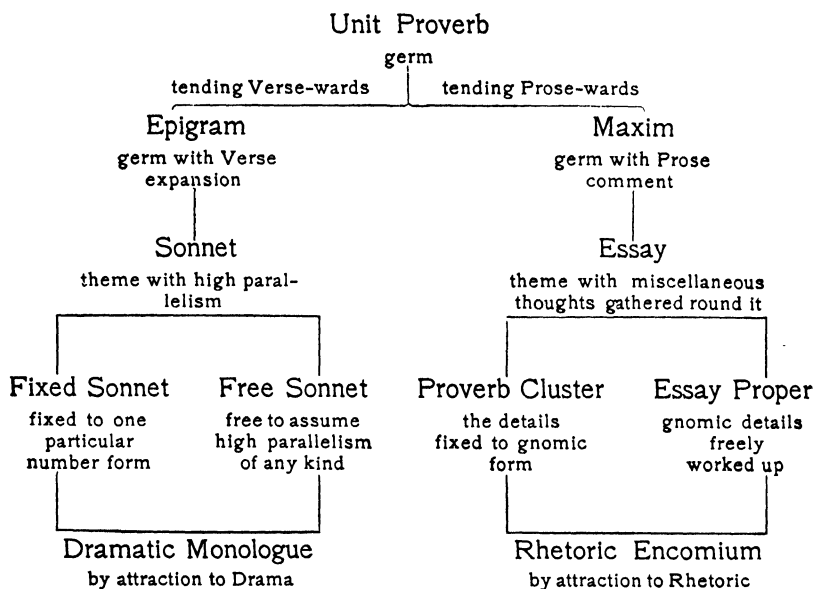 Unit Proverb
germ
tending Verse-wards
tending Prose-wards
Epigram
germ with Verse
expansion
Maxim
germ with Prose
comment
Sonnet
theme with high paral-
lelism
Essay
theme with miscellaneous
thoughts gathered round it
Fixed Sonnet
fixed to one
particular
number form
Free Sonnet
free to assume
high parallelism
of any kind
Proverb Cluster
the details
fixed to gnomic
form
Essay Proper
gnomic details
freely
worked up
Dramatic Monologue
by attraction to Drama
Rhetoric Encomium
by attraction to Rhetoric